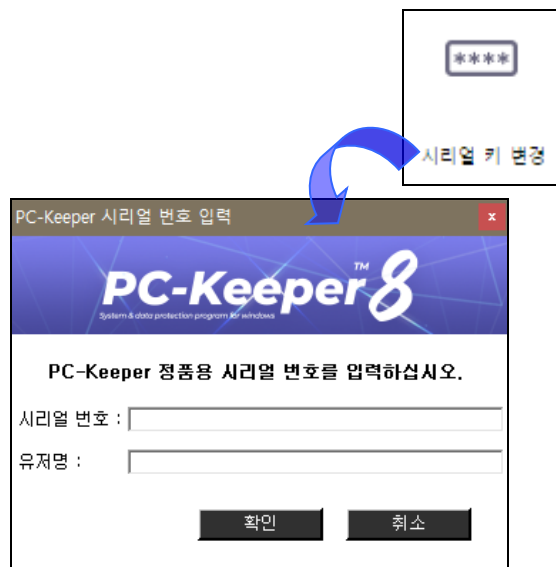 ****
시리얼 키 변경
PC-Keeper 시리얼 번호 입력
x
PC-Keeper™ 8
System & data protection program for windows
PC-Keeper 정품용 시리얼 번호를 입력하십시오.
시리얼 번호 :
유저명 :
확인 취소